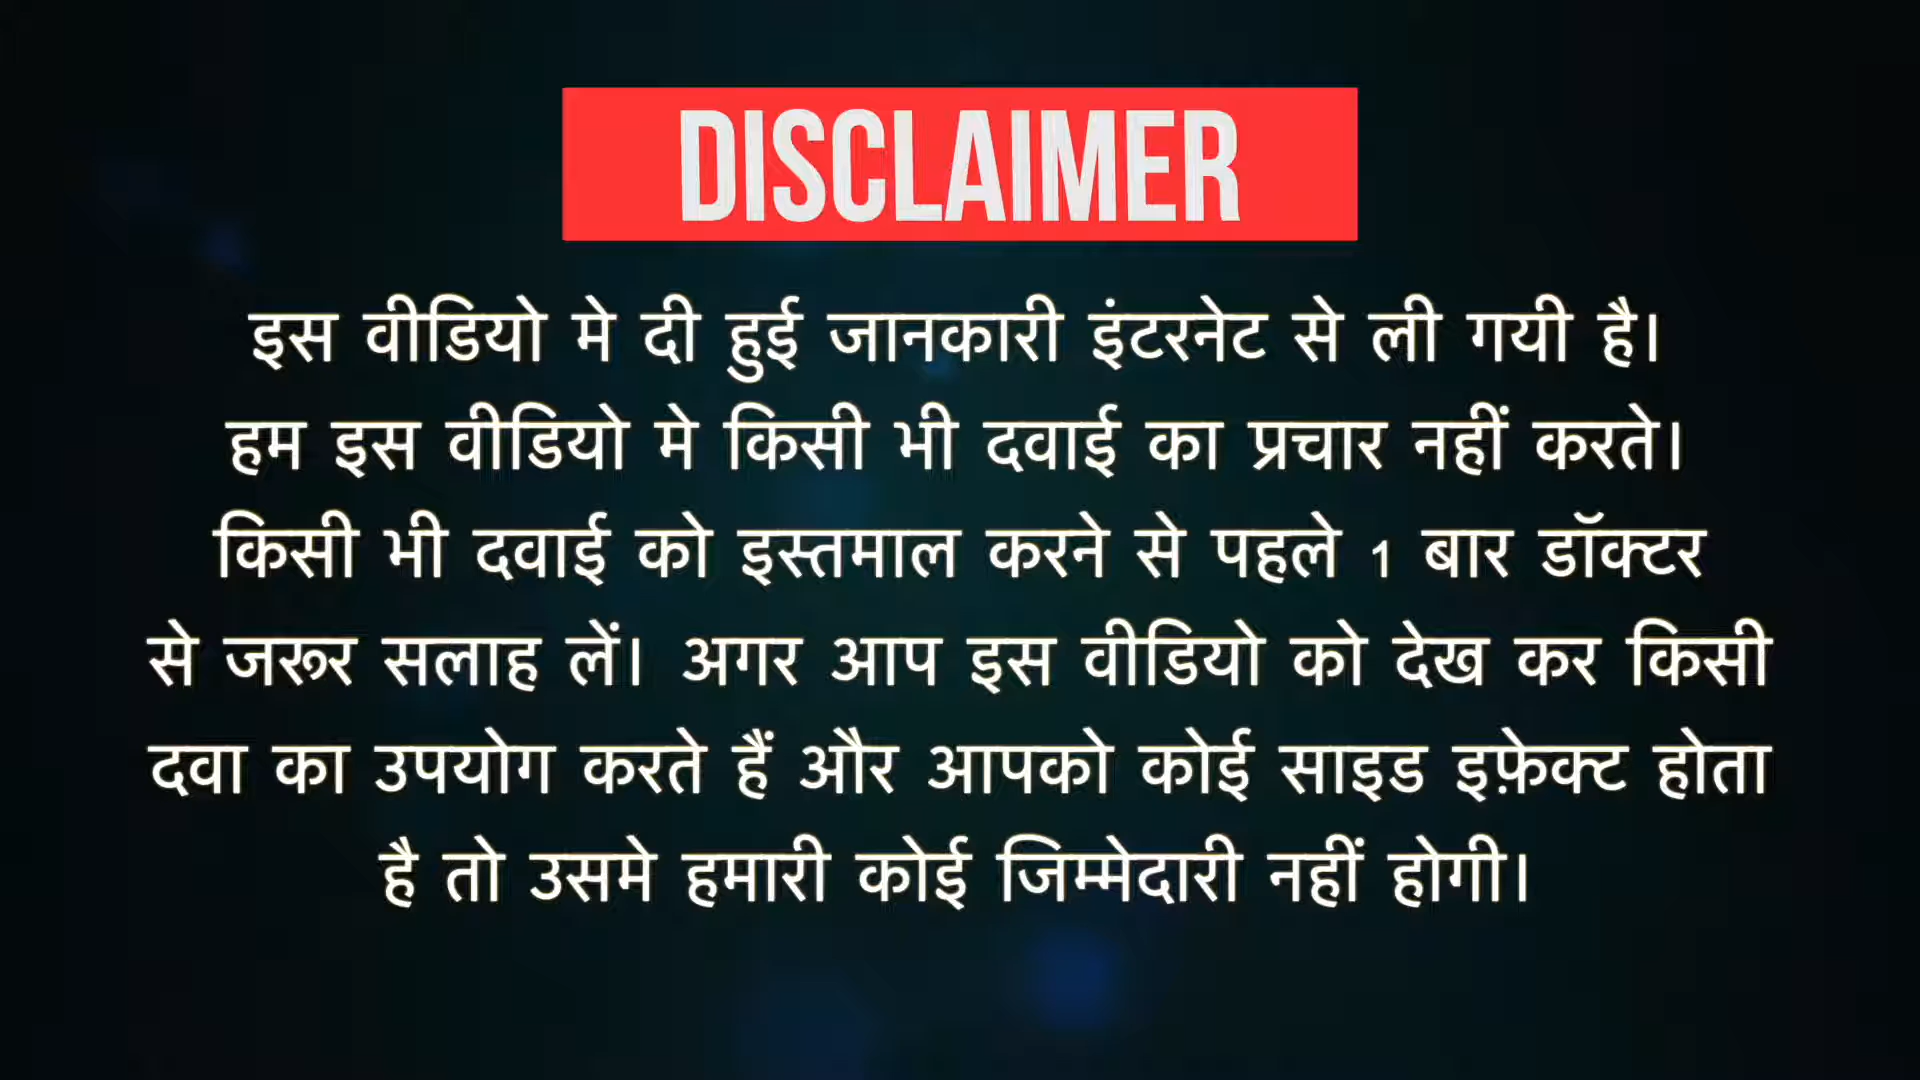 DISCLAIMER
इस वीडियो मे दी हुई जानकारी इंटरनेट से ली गयी है।
हम इस वीडियो मे किसी भी दवाई का प्रचार नहीं करते।
किसी भी दवाई को इस्तमाल करने से पहले 1 बार डॉक्टर
से जरूर सलाह लें। अगर आप इस वीडियो को देख कर किसी
दवा का उपयोग करते हैं और आपको कोई साइड इफ़ेक्ट होता
है तो उसमे हमारी कोई जिम्मेदारी नहीं होगी।